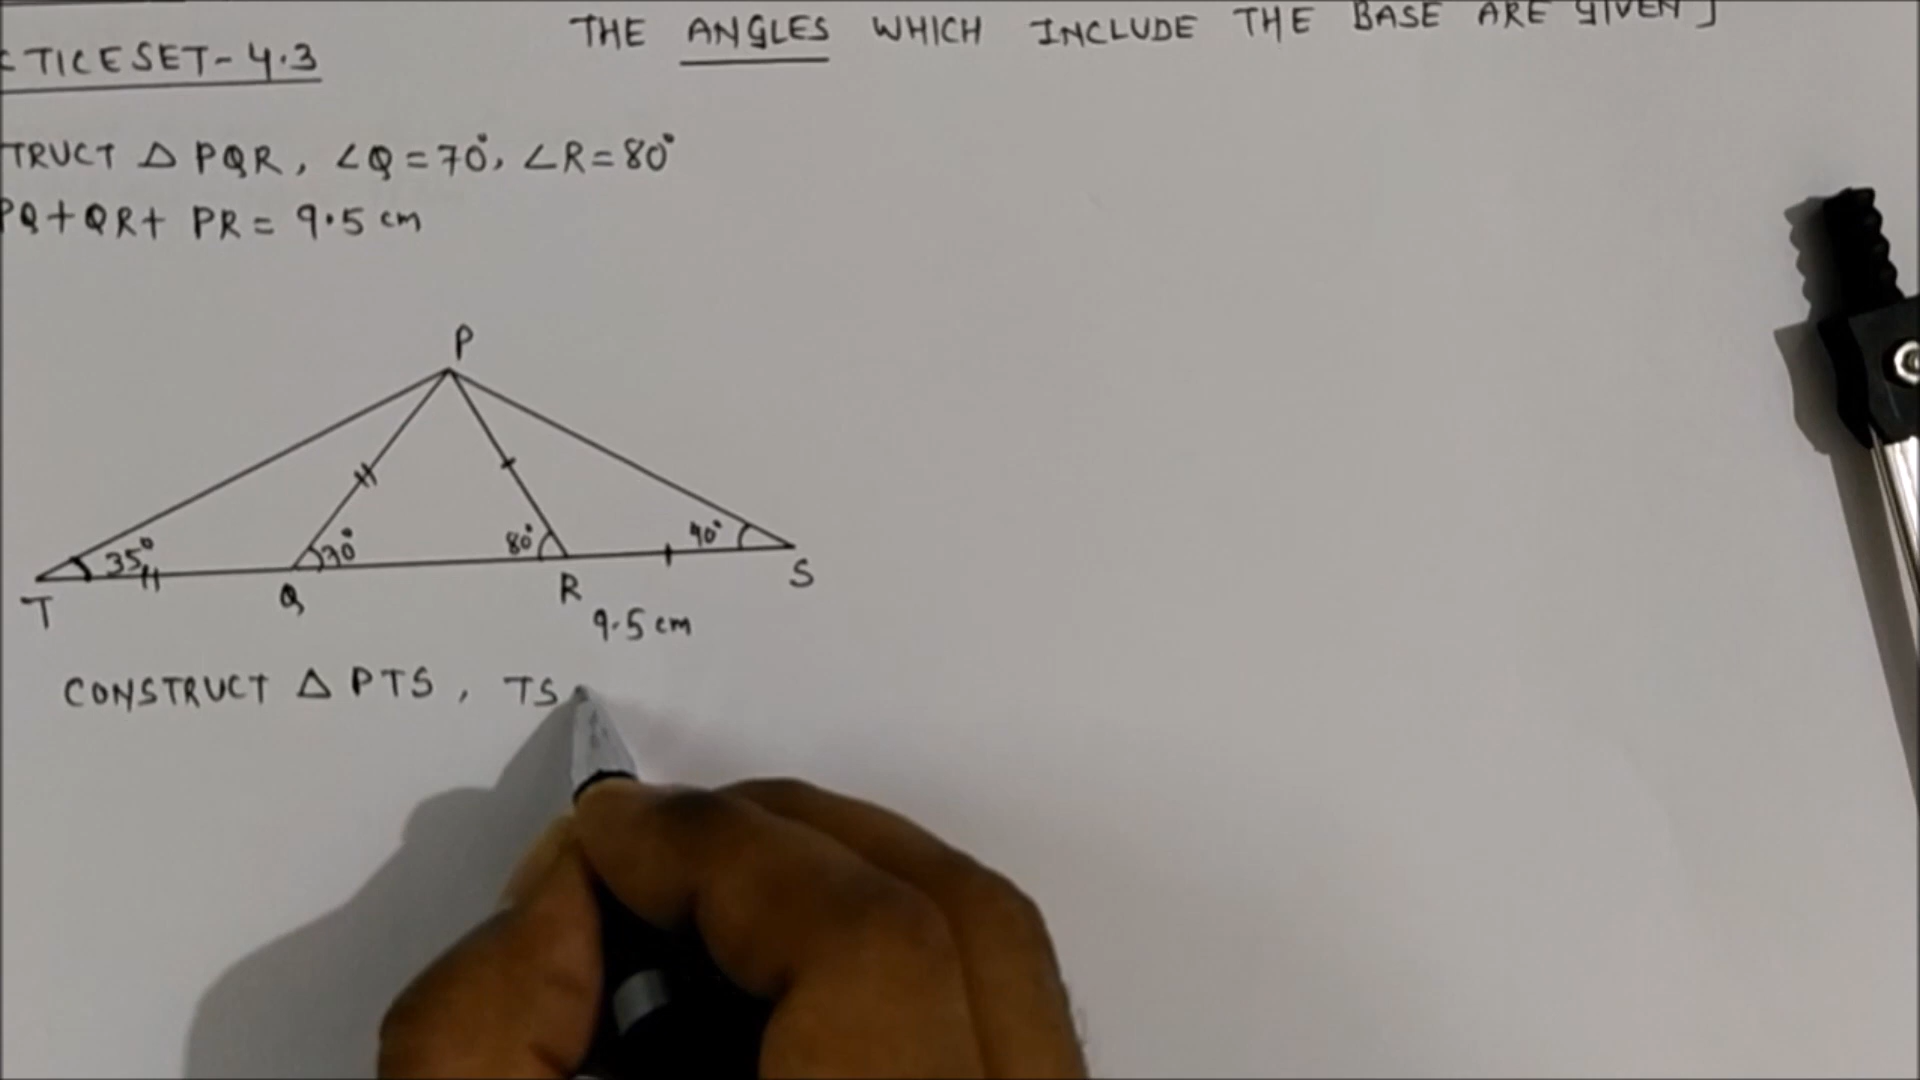 THE ANGLES WHICH INCLUDE THE BASE ARE GIVEN]
CTICESET-4.3
TRUCT △ PQR, ∠Q=70°, ∠R=80°
PQ+QR+ PR= 9.5 cm
P
35° 70° 80° 40°
T Q R S
9.5 cm
CONSTRUCT △ PTS, TS